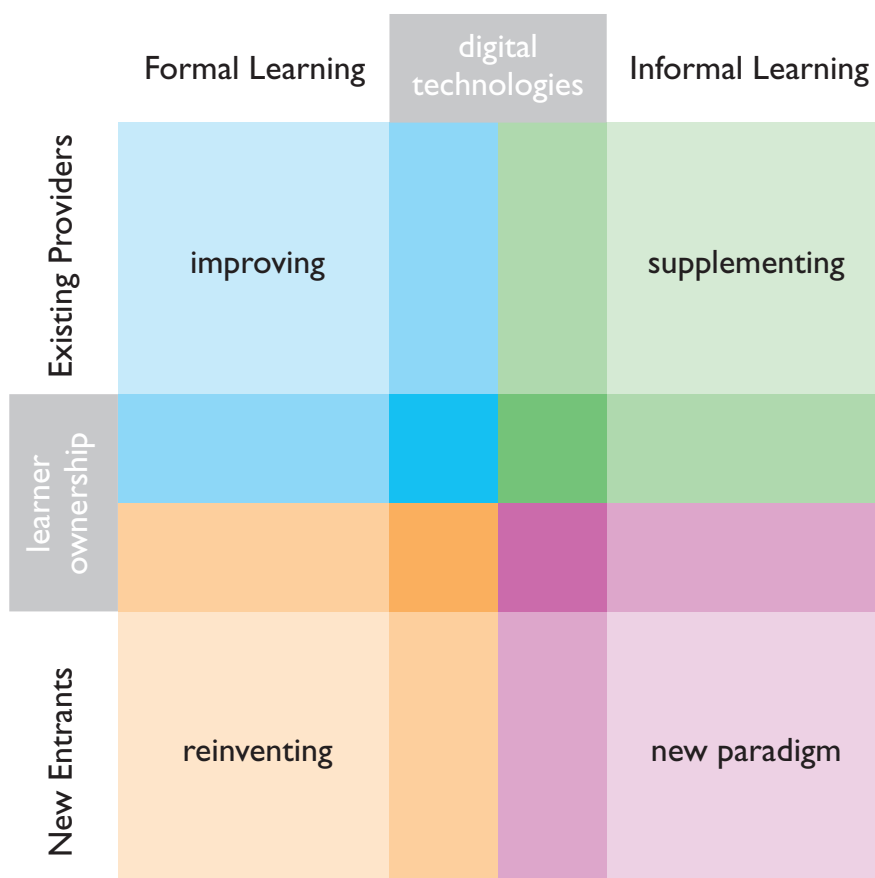 Formal Learning
digital
technologies
Informal Learning
Existing Providers
improving
supplementing
learner
ownership
New Entrants
reinventing
new paradigm